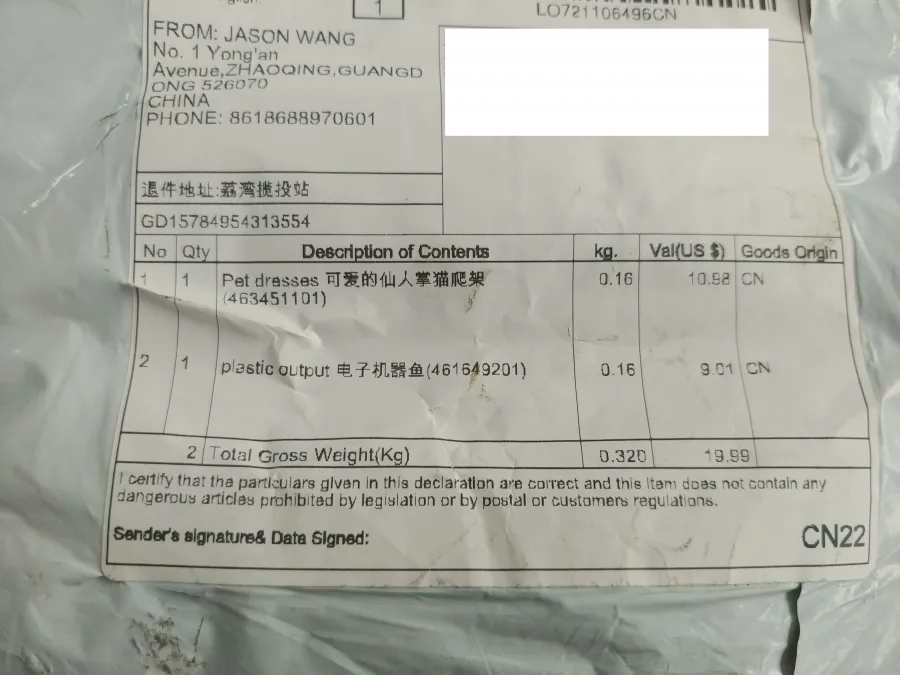 1
LO721106496CN
FROM: JASON WANG
No. 1 Yong'an
Avenue,ZHAOQING,GUANGD
ONG 526070
CHINA
PHONE: 8618688970601
退件地址:荔湾揽投站
GD15784954313554
No Qty Description of Contents kg. Val(US $) Goods Origin
1 1 Pet dresses 可爱的仙人掌猫爬架 0.16 10.98 CN
(463451101)
2 1 plastic output 电子机器鱼(461649201) 0.16 9.01 CN
2 Total Gross Weight(Kg) 0.320 19.99
I certify that the particulars given in this declaration are correct and this item does not contain any
dangerous articles prohibited by legislation or by postal or customers regulations.
Sender's signature& Data Signed:
CN22